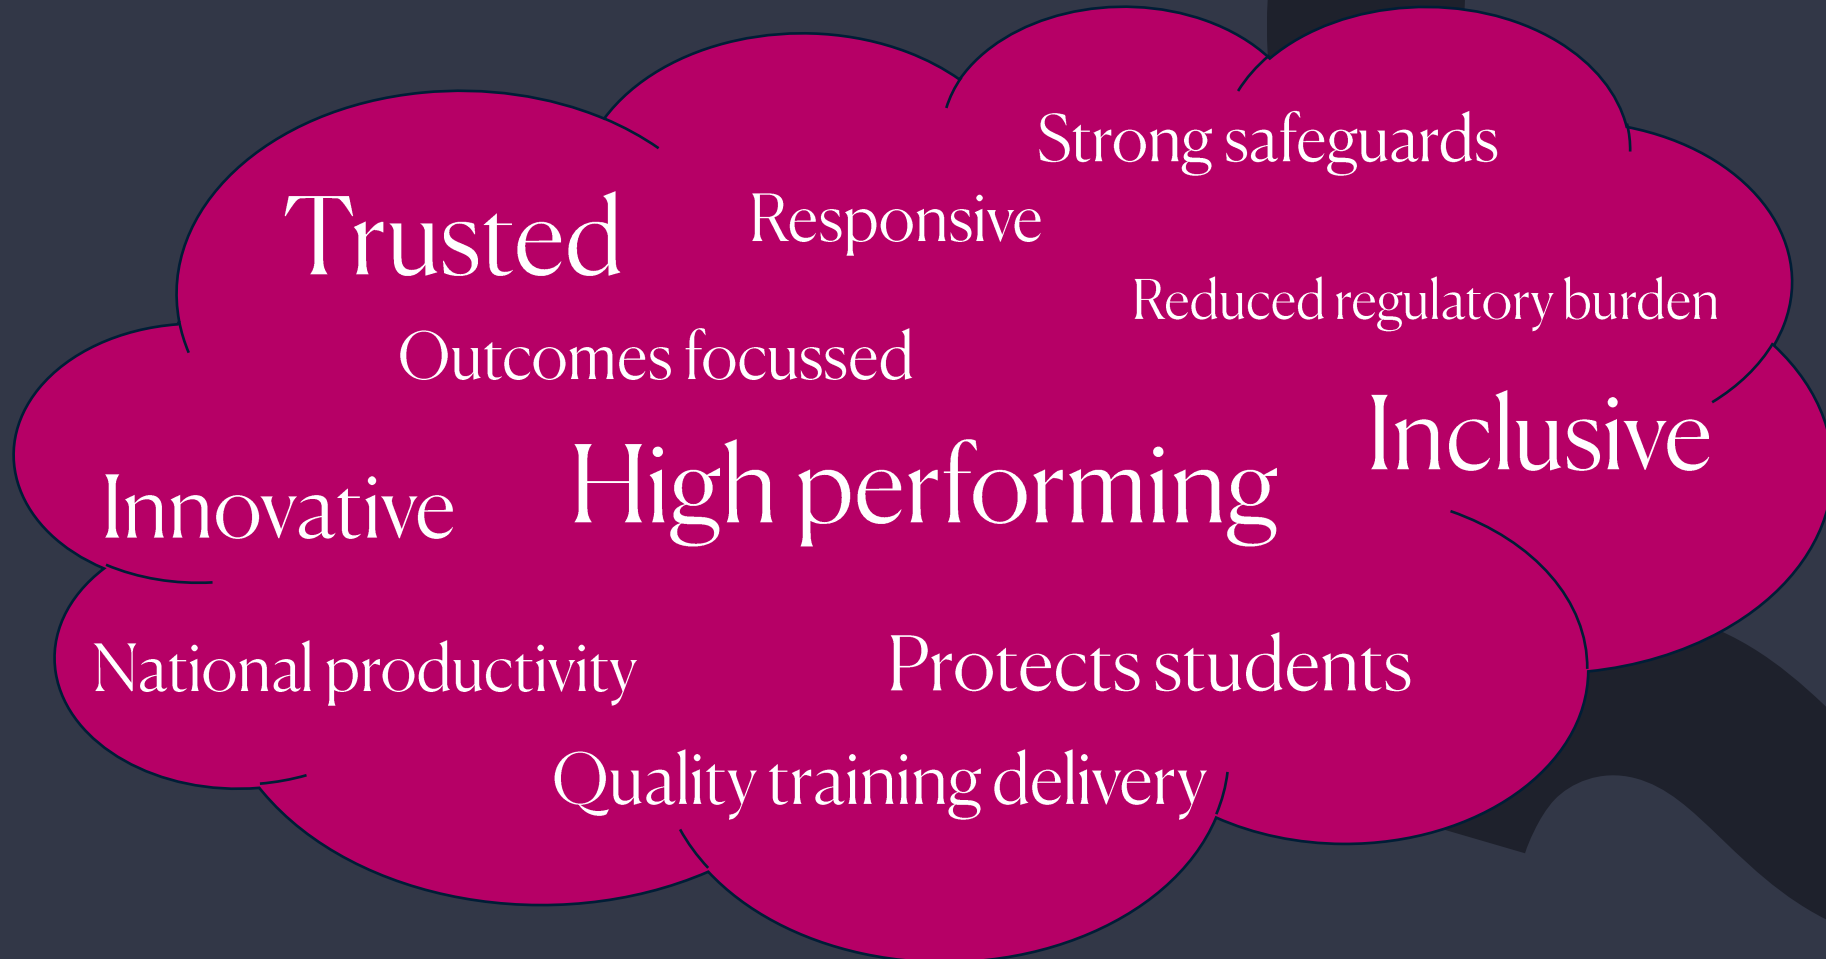 Strong safeguards
Trusted
Responsive
Reduced regulatory burden
Outcomes focussed
Inclusive
High performing
Innovative
National productivity
Protects students
Quality training delivery